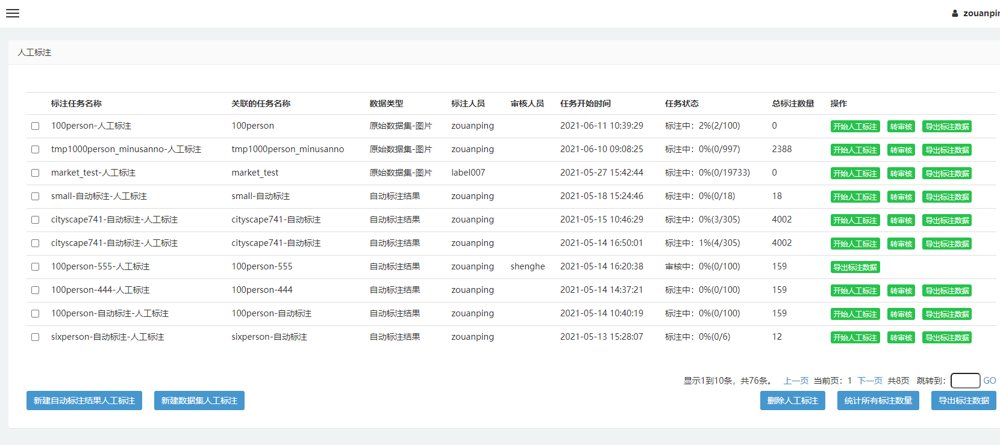 zouanpin
人工标注
标注任务名称 关联的任务名称 数据类型 标注人员 审核人员 任务开始时间 任务状态 总标注数量 操作
100person-人工标注 100person 原始数据集-图片 zouanping 2021-06-11 10:39:29 标注中：2%(2/100) 0 开始人工标注 转审核 导出标注数据
tmp1000person_minusanno-人工标注 tmp1000person_minusanno 原始数据集-图片 zouanping 2021-06-10 09:08:25 标注中：0%(0/997) 2388 开始人工标注 转审核 导出标注数据
market_test-人工标注 market_test 原始数据集-图片 label007 2021-05-27 15:42:44 标注中：0%(0/19733) 0 开始人工标注 转审核 导出标注数据
small-自动标注-人工标注 small-自动标注 自动标注结果 zouanping 2021-05-18 15:24:46 标注中：0%(0/18) 18 开始人工标注 转审核 导出标注数据
cityscape741-自动标注-人工标注 cityscape741-自动标注 自动标注结果 zouanping 2021-05-15 10:46:29 标注中：0%(3/305) 4002 开始人工标注 转审核 导出标注数据
cityscape741-自动标注-人工标注 cityscape741-自动标注 自动标注结果 zouanping 2021-05-14 16:50:01 标注中：1%(4/305) 4002 开始人工标注 转审核 导出标注数据
100person-555-人工标注 100person-555 自动标注结果 zouanping shenghe 2021-05-14 16:20:38 审核中：0%(0/100) 159 导出标注数据
100person-444-人工标注 100person-444 自动标注结果 zouanping 2021-05-14 14:37:21 标注中：0%(0/100) 159 开始人工标注 转审核 导出标注数据
100person-自动标注-人工标注 100person-自动标注 自动标注结果 zouanping 2021-05-14 10:40:19 标注中：0%(0/100) 159 开始人工标注 转审核 导出标注数据
sixperson-自动标注-人工标注 sixperson-自动标注 自动标注结果 zouanping 2021-05-13 15:28:07 标注中：0%(0/6) 12 开始人工标注 转审核 导出标注数据
显示1到10条，共76条。 上一页 当前页：1 下一页 共8页 跳转到： GO
新建自动标注结果人工标注 新建数据集人工标注 删除人工标注 统计所有标注数量 导出标注数据